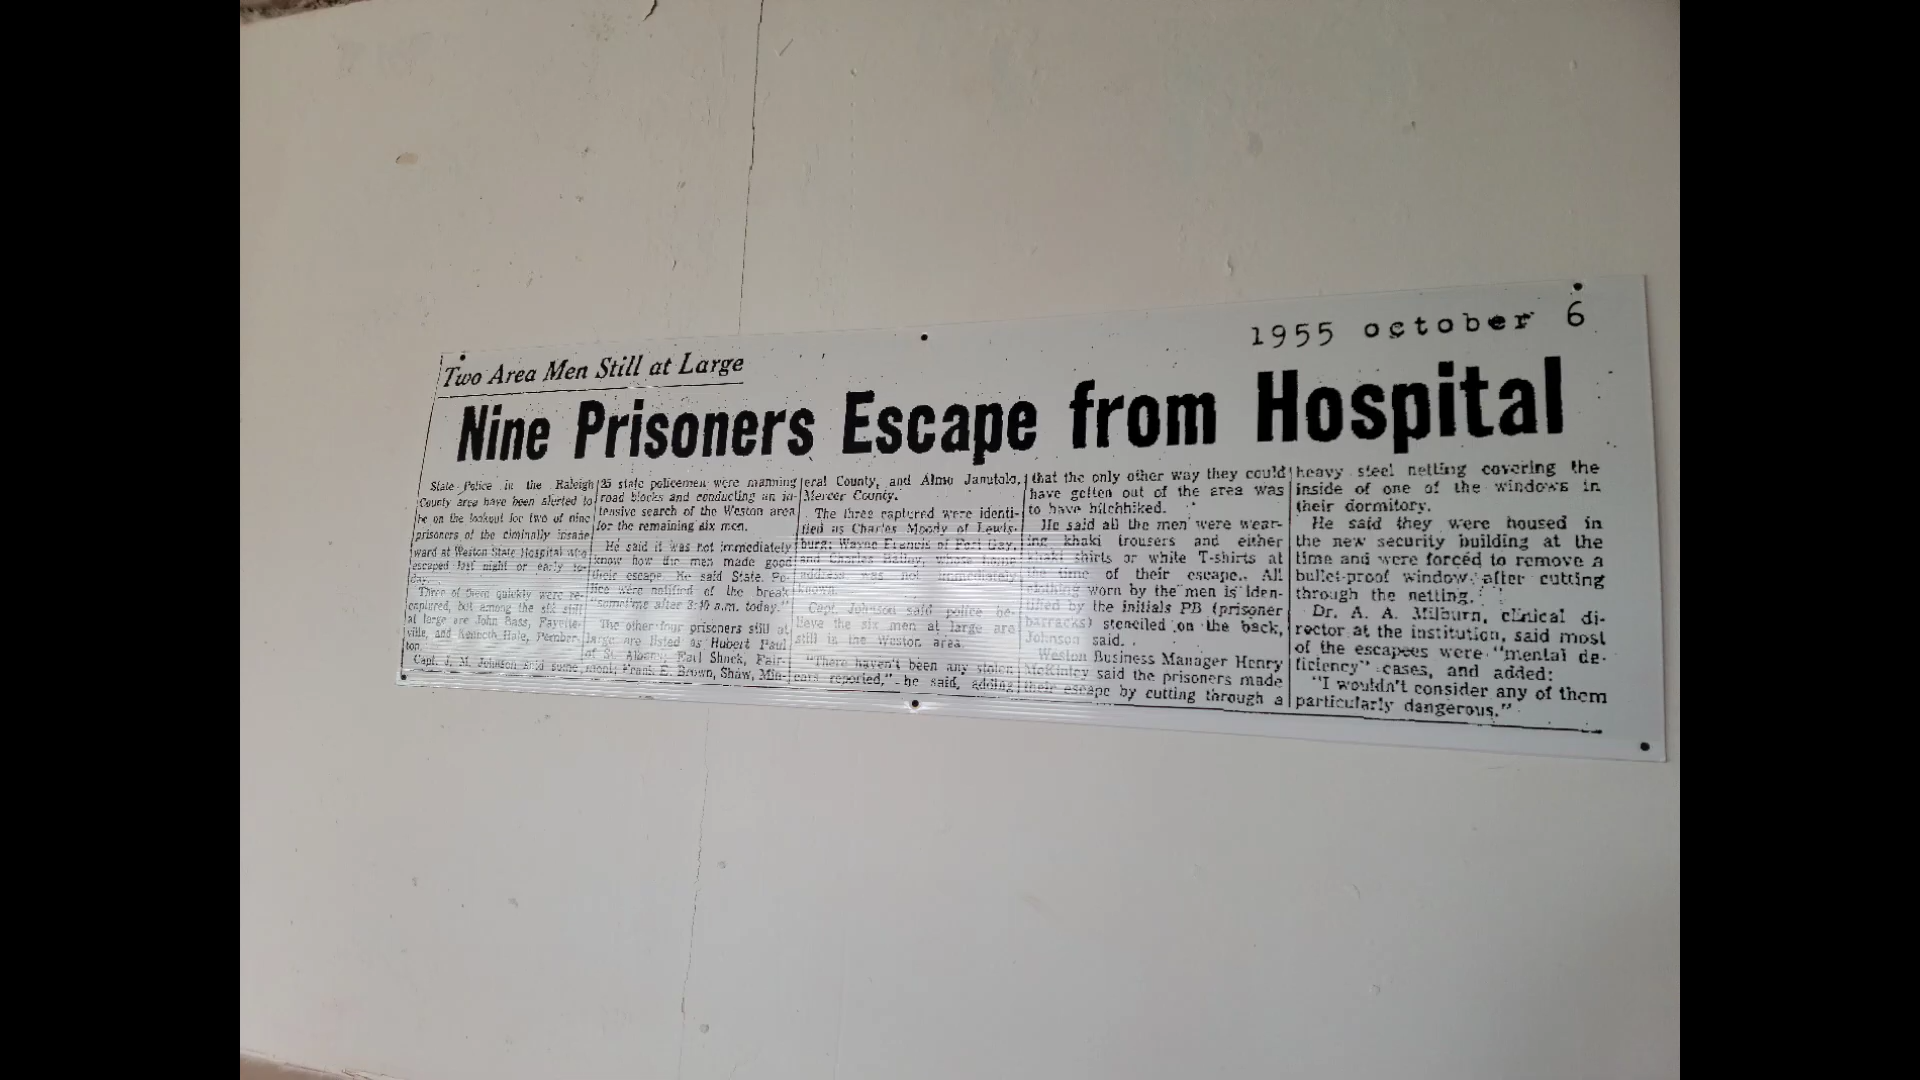 1955 october 6
Two Area Men Still at Large
Nine Prisoners Escape from Hospital
State Police in the Raleigh
County area have been alerted to
be on the lookout for two of nine
prisoners of the ciminally insane
ward at Weston State Hospital who
escaped last night or early to-
day.
Three of them quickly were re-
captured, but among the six still
at large are John Bass, Fayette-
ville, and Kenneth Hale, Pember-
ton.
Capt. J. M. Johnson said some
35 state policemen were manning
road blocks and conducting an in-
tensive search of the Weston area
for the remaining six men.
He said it was not immediately
know how the men made good
their escape. He said State Po-
lice were notified of the break
"sometime after a.m. today."
The other four prisoners still at
large are listed as Hubert Paul
of St. Albans, Earl Shuck, Fair-
mont; Frank E. Brown, Shaw, Min-
eral County, and Almo Janutolo,
Mercer County.
The three captured were identi-
fied as Charles Moody of Lewis-
burg; Wayne Francis of Fort Gay,
and Charles whose home
address was not immediately
known.
Capt. Johnson said police be-
lieve the six men at large are
still in the Weston area.
"There haven't been any stolen
cars reported," he said, adding
that the only other way they could
have gotten out of the area was
to have hitchhiked.
He said all the men were wear-
ing khaki trousers and either
khaki shirts or white T-shirts at
the time of their escape. All
clothing worn by the men is iden-
tified by the initials PB (prisoner
barracks) stenciled on the back,
Johnson said.
Weston Business Manager Henry
McKinley said the prisoners made
their escape by cutting through a
heavy steel netting covering the
inside of one of the windows in
their dormitory.
He said they were housed in
the new security building at the
time and were forced to remove a
bullet-proof window after cutting
through the netting.
Dr. A. A. Milburn, clinical di-
rector at the institution, said most
of the escapees were "mental de-
ficiency" cases, and added:
"I wouldn't consider any of them
particularly dangerous."